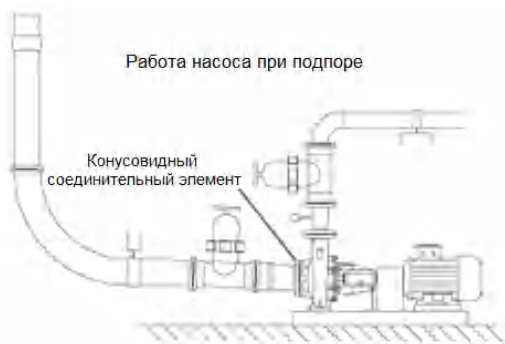 Работа насоса при подпоре
Конусовидный
соединительный элемент